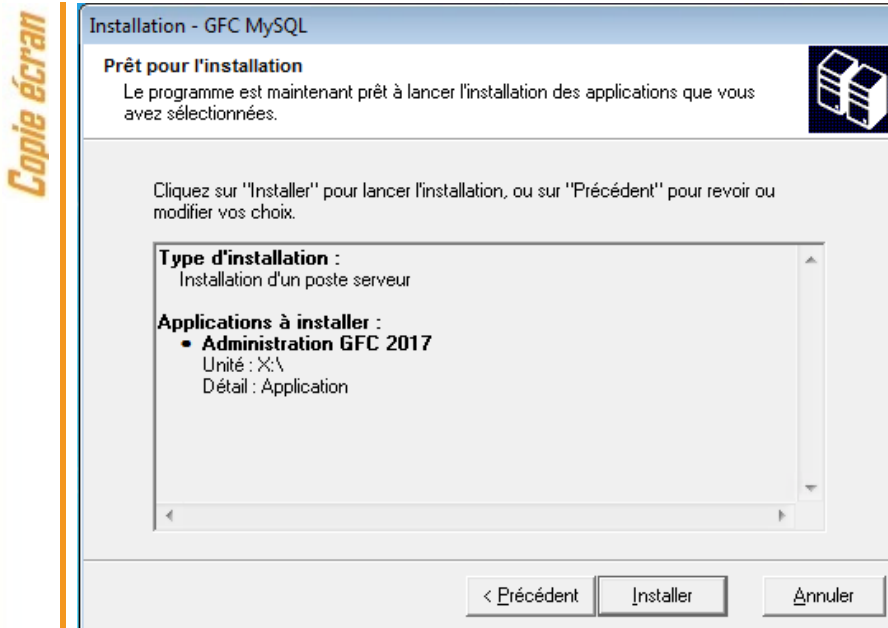 Copie écran
Installation - GFC MySQL
Prêt pour l'installation
Le programme est maintenant prêt à lancer l'installation des applications que vous
avez sélectionnées.
Cliquez sur "Installer" pour lancer l'installation, ou sur "Précédent" pour revoir ou
modifier vos choix.
Type d'installation :
Installation d'un poste serveur
Applications à installer :
• Administration GFC 2017
Unité : X:\
Détail : Application
< Précédent
Installer
Annuler